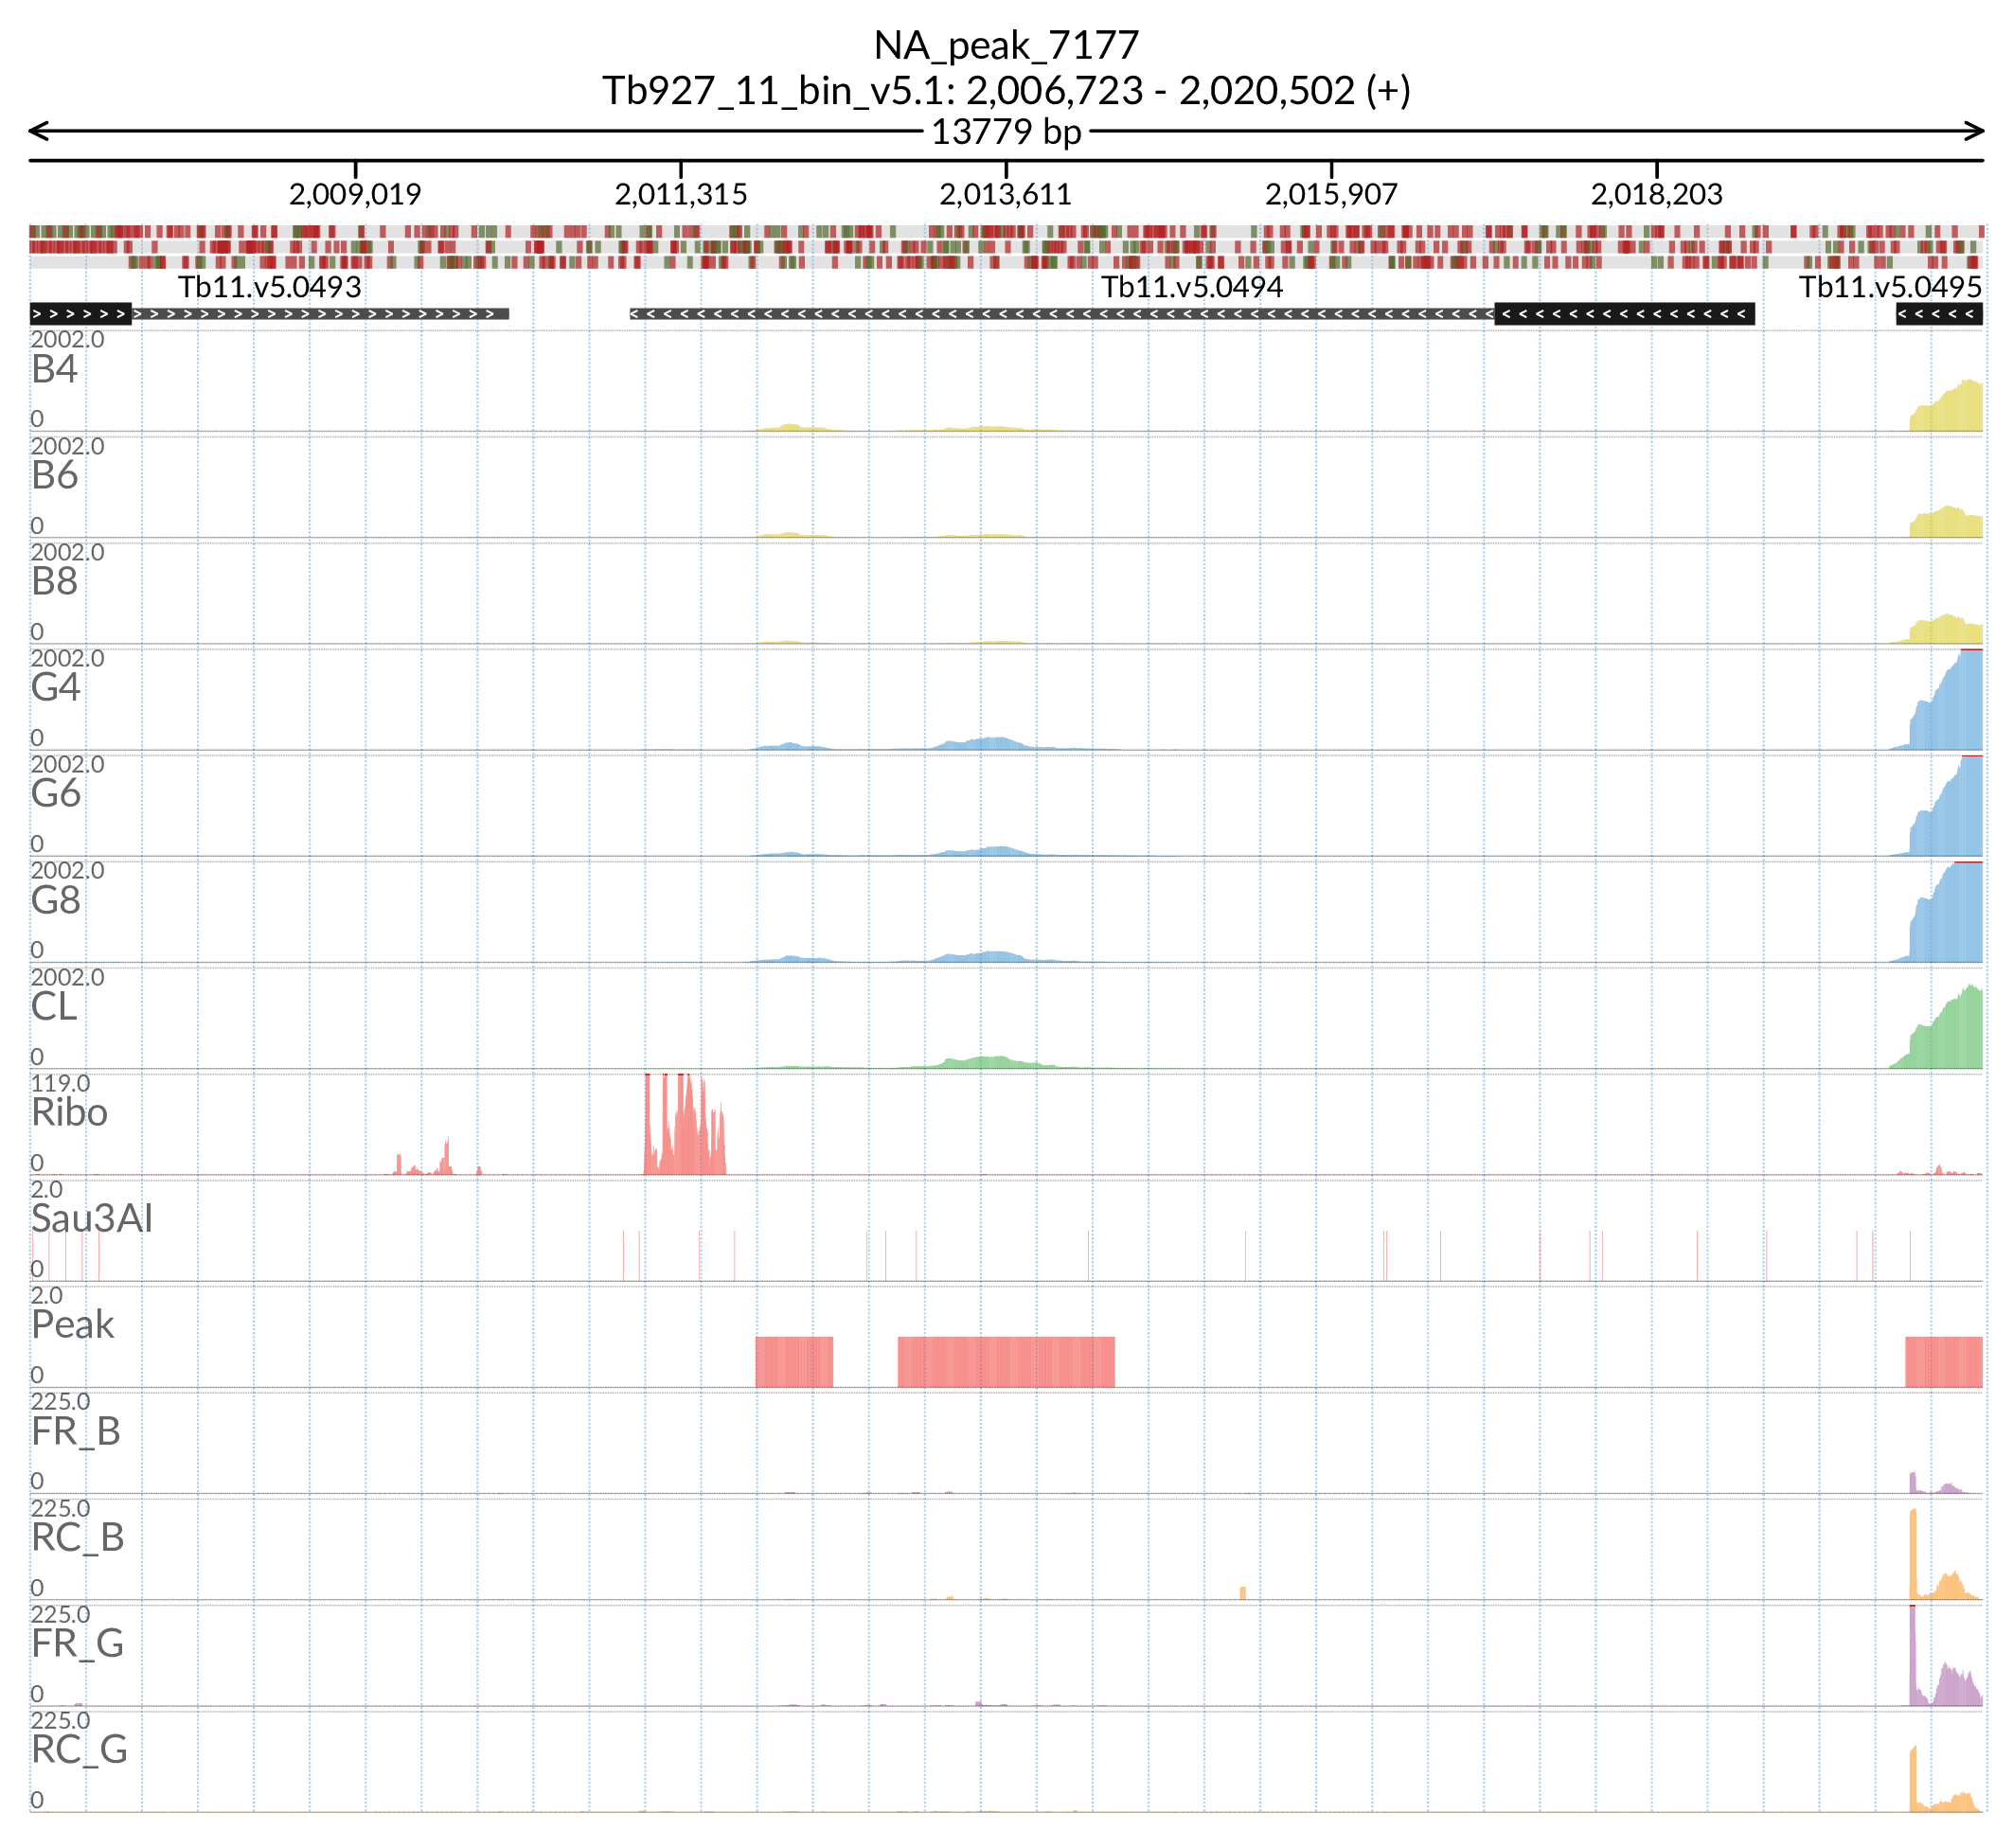 NA_peak_7177
Tb927_11_bin_v5.1: 2,006,723 - 2,020,502 (+)
13779 bp
2,009,019 2,011,315 2,013,611 2,015,907 2,018,203
Tb11.v5.0493 Tb11.v5.0494 Tb11.v5.0495
2002.0
B4
0
2002.0
B6
0
2002.0
B8
0
2002.0
G4
0
2002.0
G6
0
2002.0
G8
0
2002.0
CL
0
119.0
Ribo
0
2.0
Sau3AI
0
2.0
Peak
0
225.0
FR_B
0
225.0
RC_B
0
225.0
FR_G
0
225.0
RC_G
0